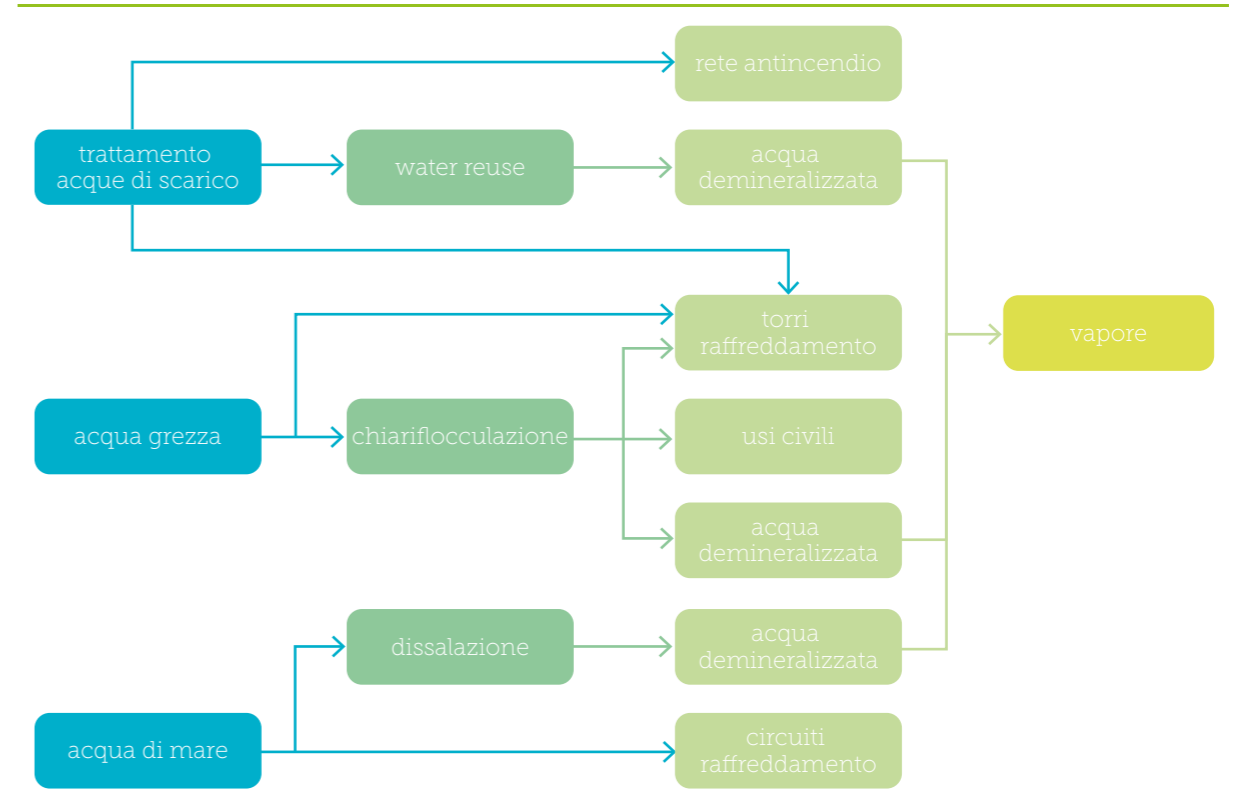 rete antincendio
trattamento
acque di scarico
water reuse
acqua
demineralizzata
torri
raffreddamento
vapore
acqua grezza
chiariflocculazione
usi civili
acqua
demineralizzata
dissalazione
acqua
demineralizzata
acqua di mare
circuiti
raffreddamento